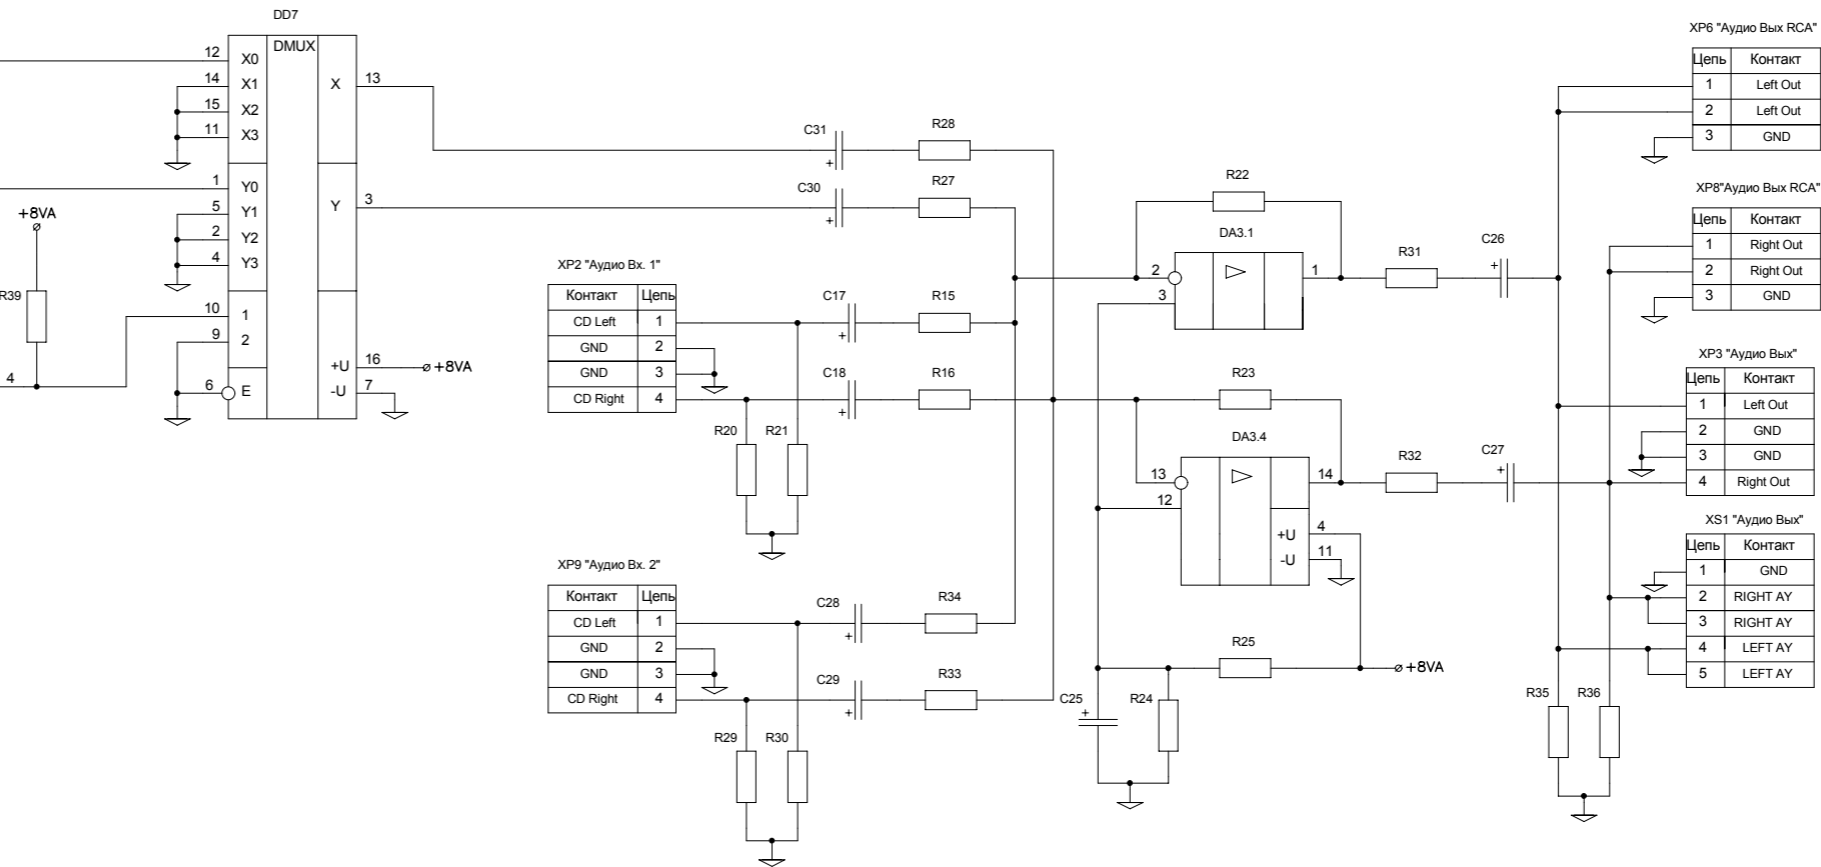 DD7
DMUX
12 X0
14 X1
15 X2
11 X3
X 13
1 Y0
5 Y1
2 Y2
4 Y3
Y 3
10 1
9 2
6 E
+U 16 +8VA
-U 7
+8VA
R39
4
C31 R28
C30 R27
XP2 "Аудио Вх. 1"
Контакт Цепь
CD Left 1
GND 2
GND 3
CD Right 4
C17 R15
C18 R16
R20 R21
XP9 "Аудио Вх. 2"
Контакт Цепь
CD Left 1
GND 2
GND 3
CD Right 4
C28 R34
C29 R33
R29 R30
R22
DA3.1
2 1
3
R31 C26
R23
DA3.4
13 14
12
+U 4
-U 11
R32 C27
R25 +8VA
C25 + R24
R35 R36
XP6 "Аудио Вых RCA"
Цепь Контакт
1 Left Out
2 Left Out
3 GND
XP8"Аудио Вых RCA"
Цепь Контакт
1 Right Out
2 Right Out
3 GND
XP3 "Аудио Вых"
Цепь Контакт
1 Left Out
2 GND
3 GND
4 Right Out
XS1 "Аудио Вых"
Цепь Контакт
1 GND
2 RIGHT AY
3 RIGHT AY
4 LEFT AY
5 LEFT AY